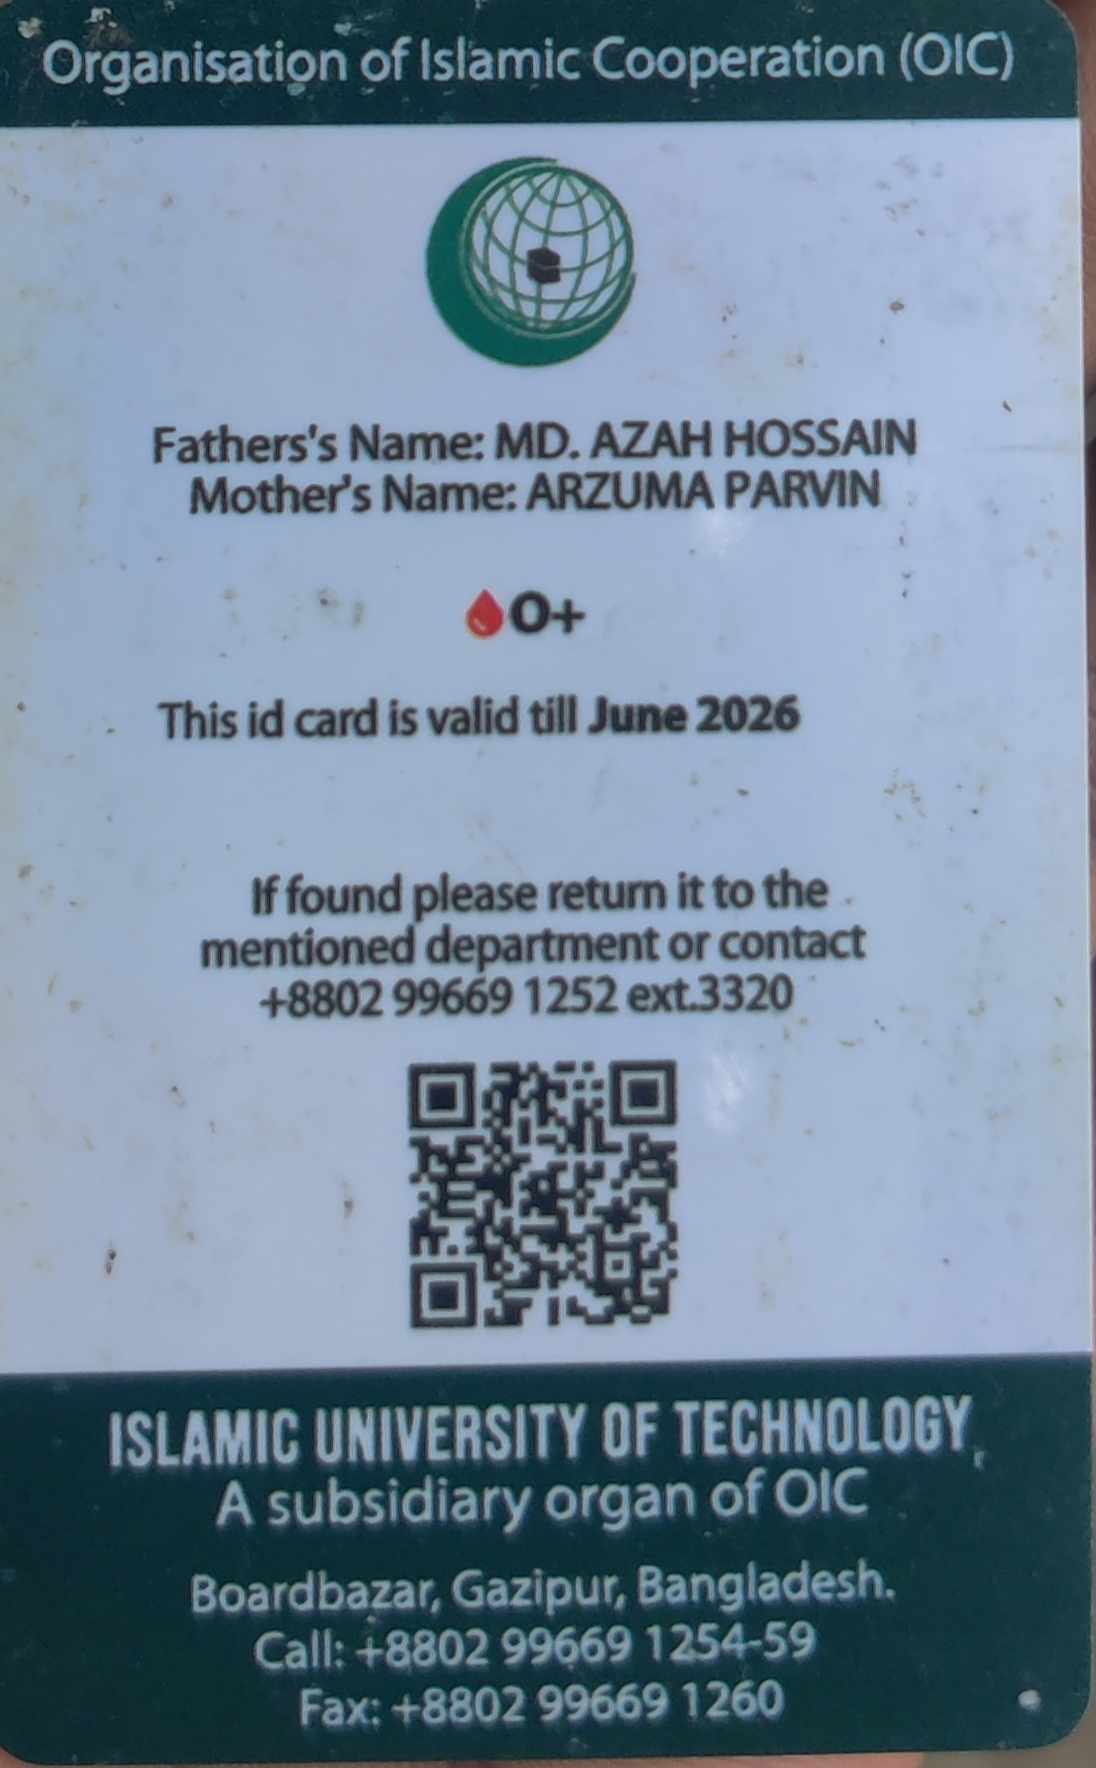 Organisation of Islamic Cooperation (OIC)
Fathers's Name: MD. AZAH HOSSAIN
Mother's Name: ARZUMA PARVIN
O+
This id card is valid till June 2026
If found please return it to the
mentioned department or contact
+8802 99669 1252 ext.3320
ISLAMIC UNIVERSITY OF TECHNOLOGY
A subsidiary organ of OIC
Boardbazar, Gazipur, Bangladesh.
Call: +8802 99669 1254-59
Fax: +8802 99669 1260